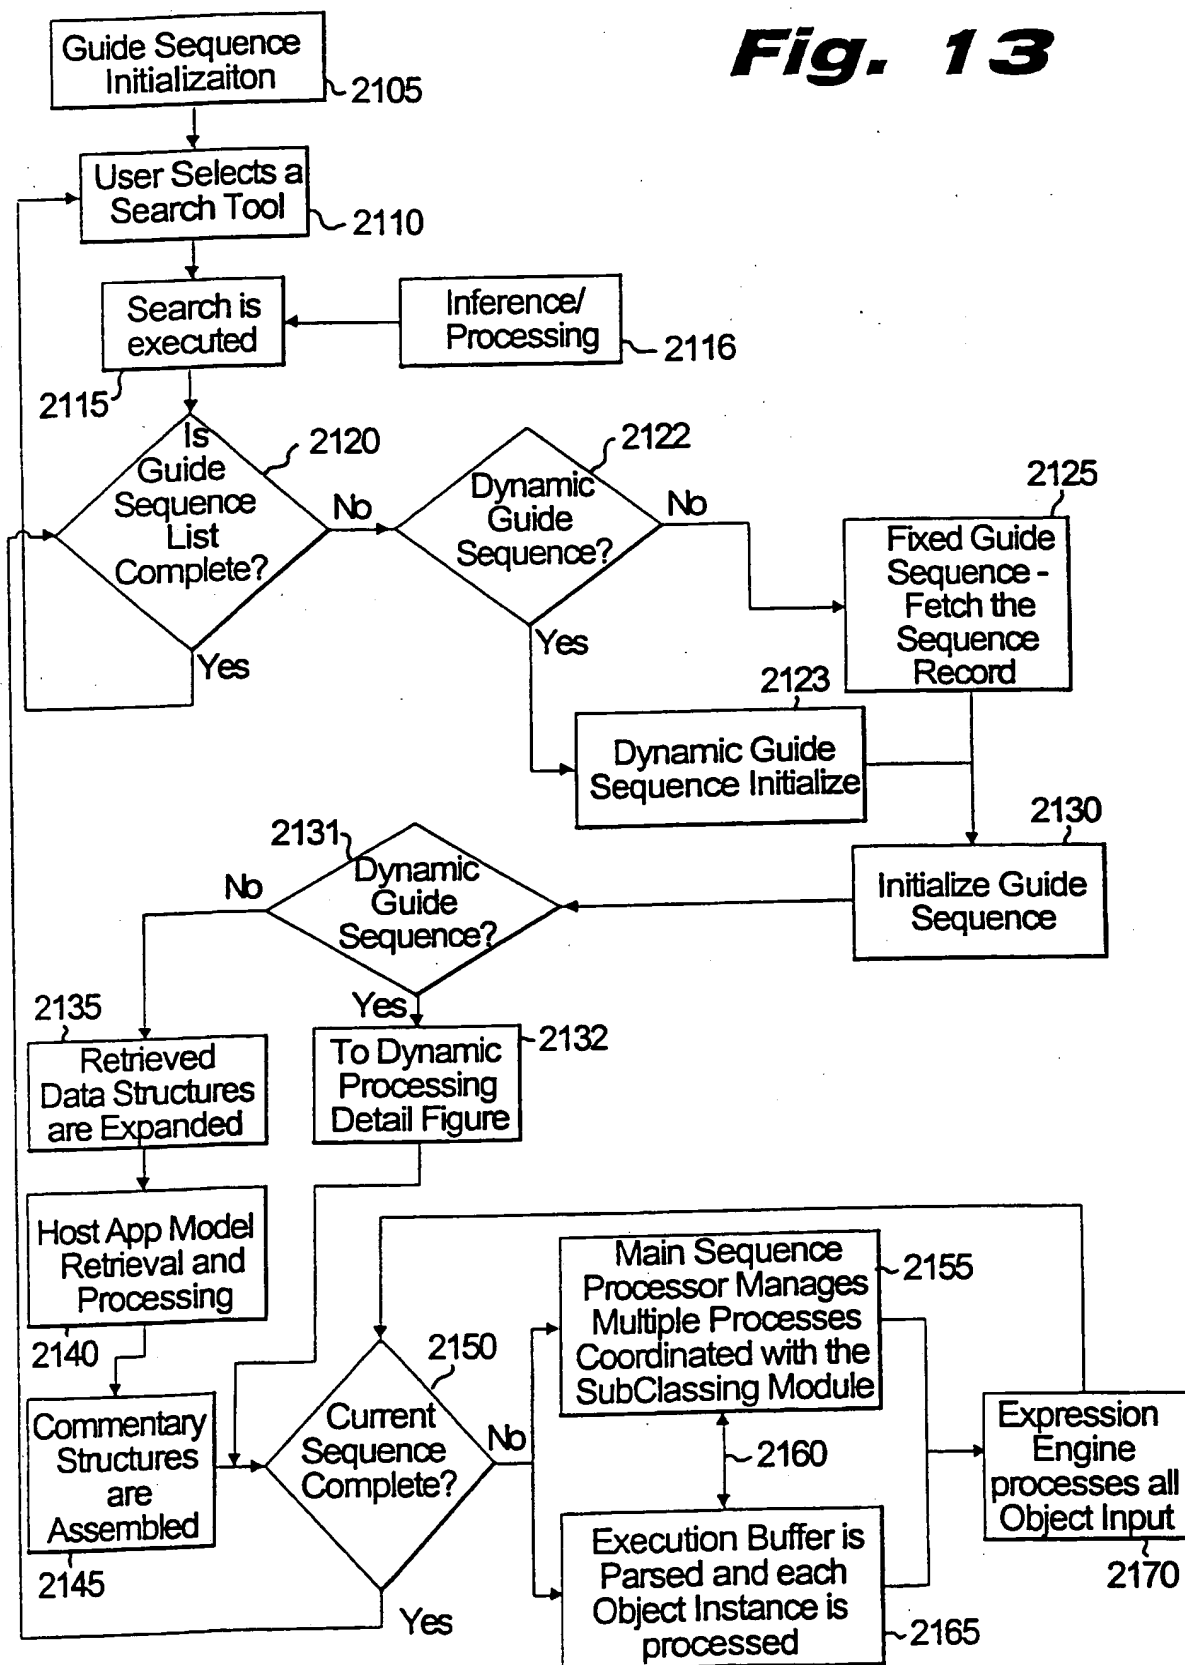 Fig. 13
Guide Sequence
Initializaiton
2105
User Selects a
Search Tool
2110
Search is
executed
2115
Inference/
Processing
2116
Is
Guide
Sequence
List
Complete?
2120
No
Yes
Dynamic
Guide
Sequence?
2122
No
Yes
2125
Fixed Guide
Sequence -
Fetch the
Sequence
Record
2123
Dynamic Guide
Sequence Initialize
2130
Initialize Guide
Sequence
2131
Dynamic
Guide
Sequence?
No
Yes
2135
Retrieved
Data Structures
are Expanded
2132
To Dynamic
Processing
Detail Figure
Host App Model
Retrieval and
Processing
2140
Commentary
Structures
are
Assembled
2145
2150
Current
Sequence
Complete?
No
Yes
Main Sequence
Processor Manages
Multiple Processes
Coordinated with the
SubClassing Module
2155
2160
Execution Buffer is
Parsed and each
Object Instance is
processed
2165
Expression
Engine
processes all
Object Input
2170